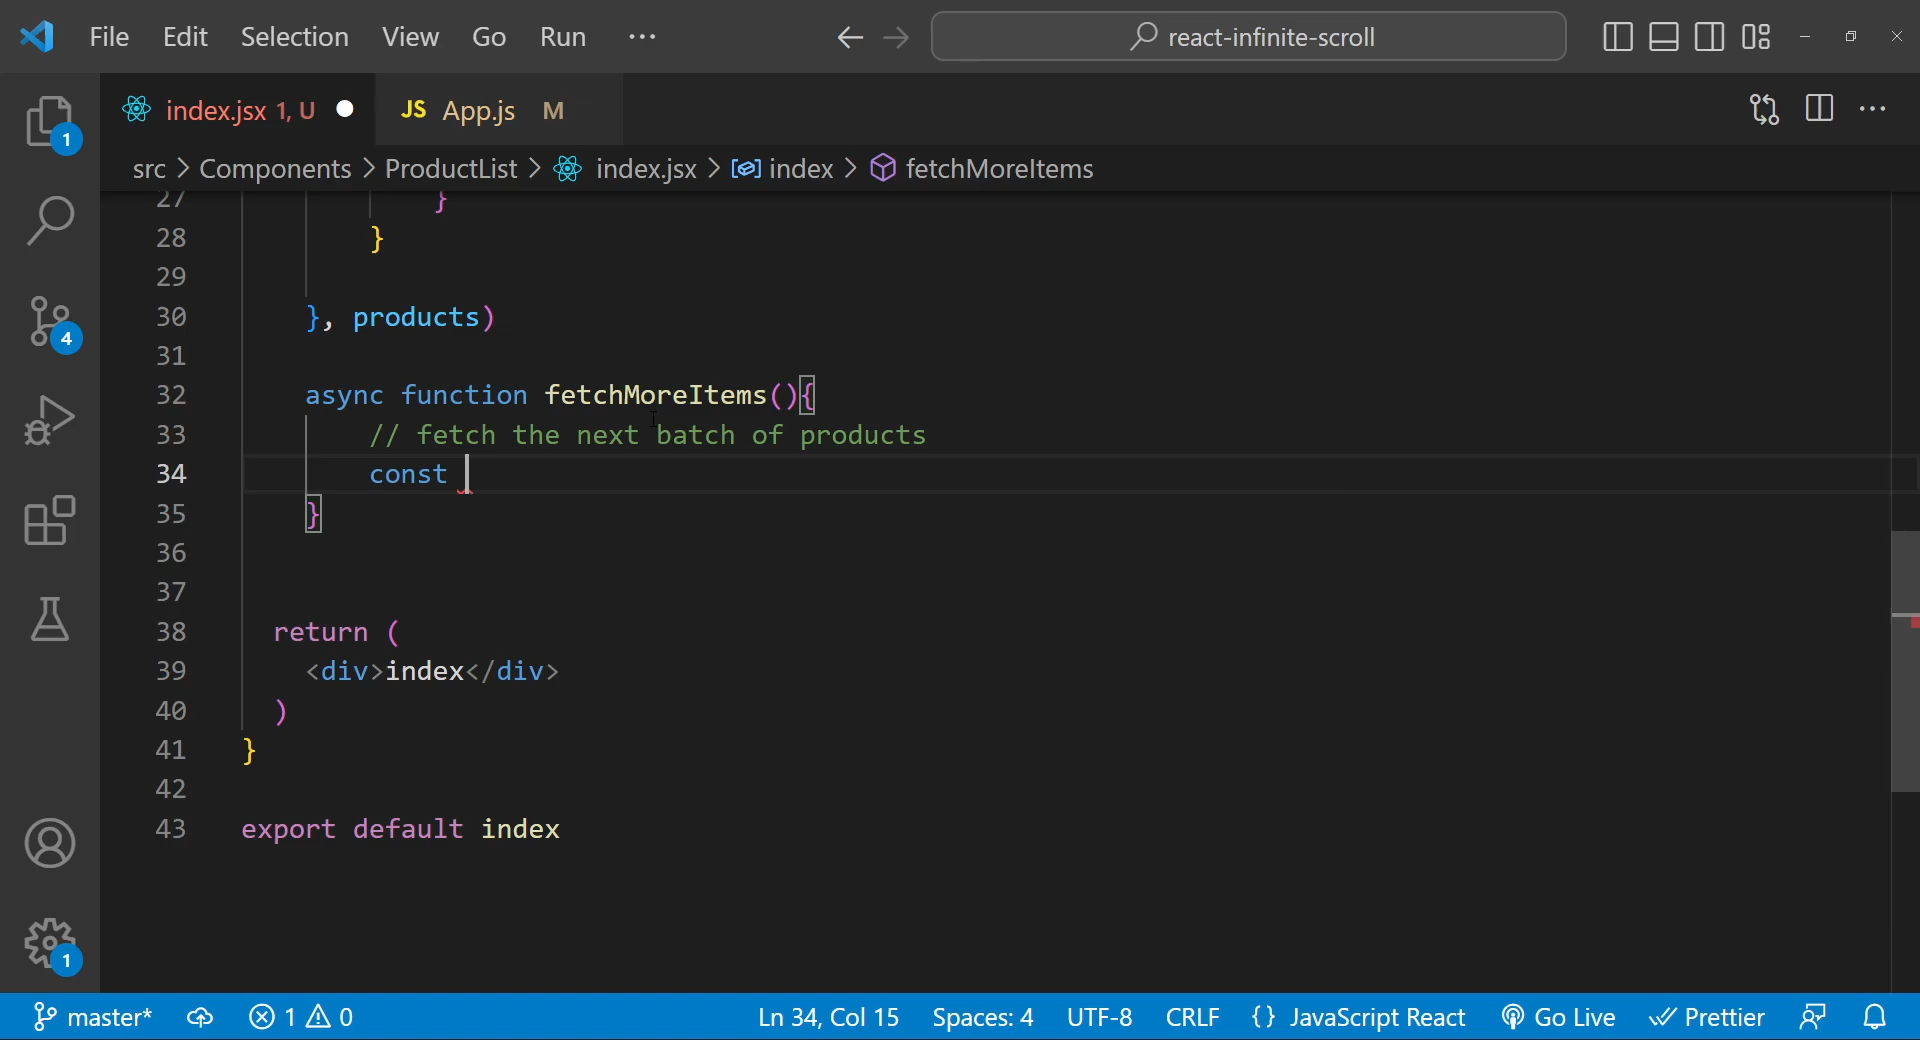 File Edit Selection View Go Run ··· react-infinite-scroll
index.jsx 1, U JS App.js M
src > Components > ProductList > index.jsx > index > fetchMoreItems
27 }
28 }
29
30 }, products)
31
32 async function fetchMoreItems(){
33 // fetch the next batch of products
34 const
35 }
36
37
38 return (
39 <div>index</div>
40 )
41 }
42
43 export default index
1
4
1
master* 1 0 Ln 34, Col 15 Spaces: 4 UTF-8 CRLF {} JavaScript React Go Live Prettier